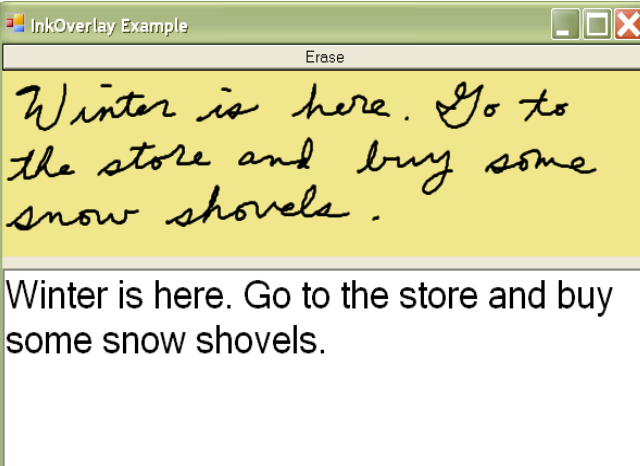 InkOverlay Example
Erase
Winter is here. Go to
the store and buy some
snow shovels.
Winter is here. Go to the store and buy
some snow shovels.